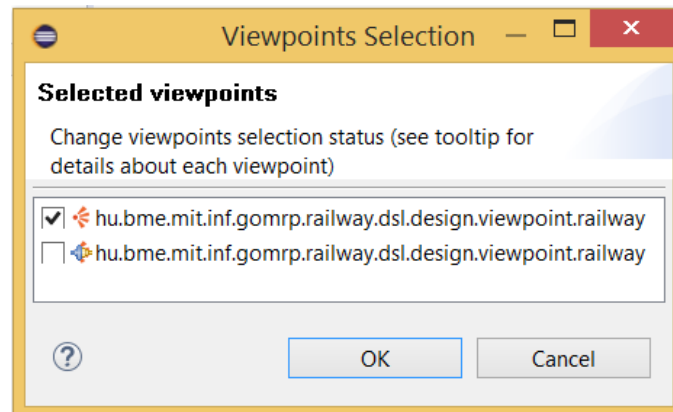 Viewpoints Selection
Selected viewpoints
Change viewpoints selection status (see tooltip for
details about each viewpoint)
hu.bme.mit.inf.gomrp.railway.dsl.design.viewpoint.railway
hu.bme.mit.inf.gomrp.railway.dsl.design.viewpoint.railway
OK Cancel